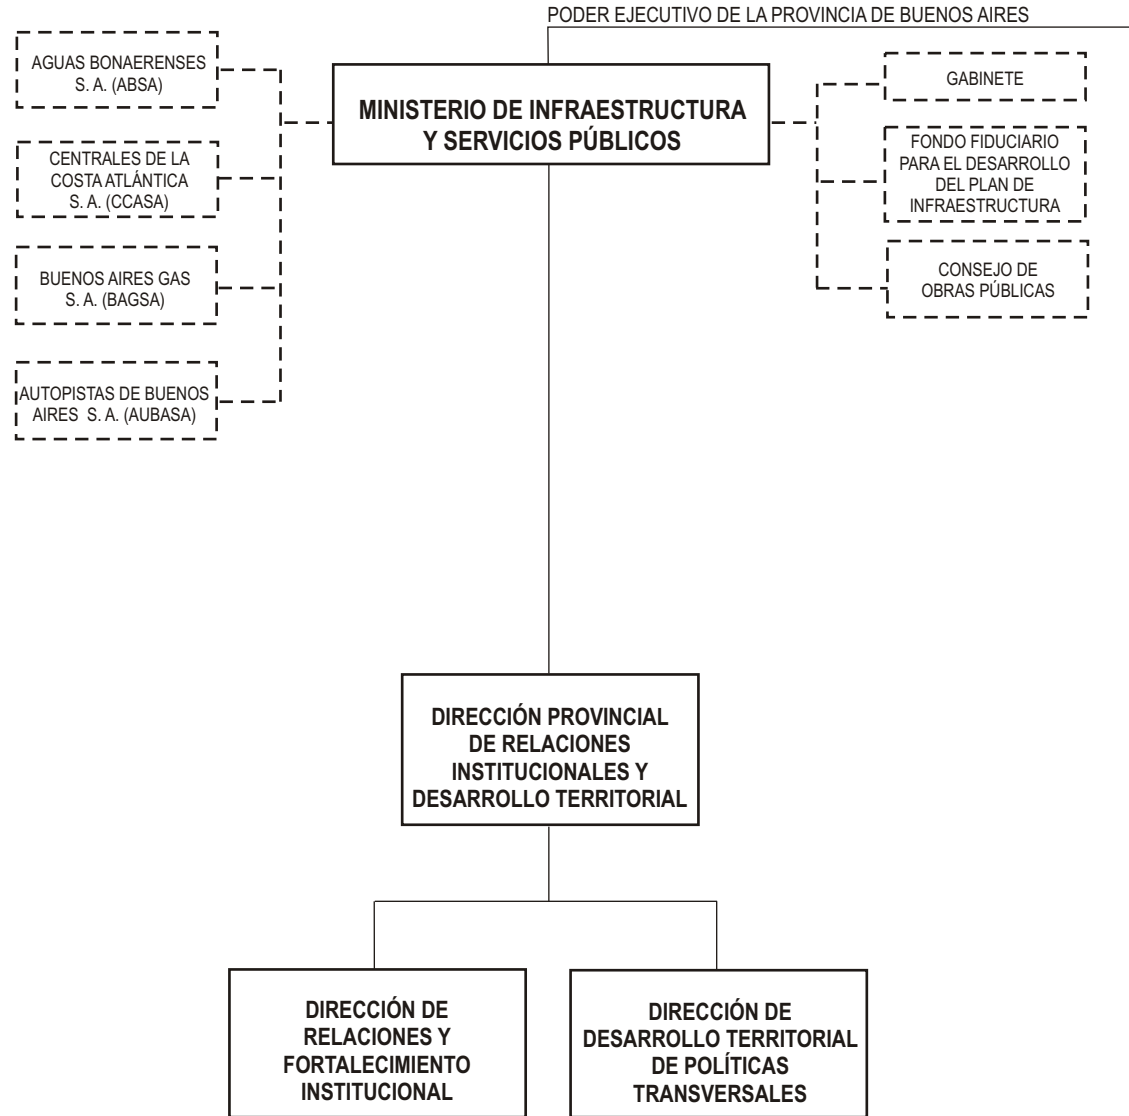 PODER EJECUTIVO DE LA PROVINCIA DE BUENOS AIRES
AGUAS BONAERENSES
S. A. (ABSA)
CENTRALES DE LA
COSTA ATLÁNTICA
S. A. (CCASA)
BUENOS AIRES GAS
S. A. (BAGSA)
AUTOPISTAS DE BUENOS
AIRES S. A. (AUBASA)
MINISTERIO DE INFRAESTRUCTURA
Y SERVICIOS PÚBLICOS
GABINETE
FONDO FIDUCIARIO
PARA EL DESARROLLO
DEL PLAN DE
INFRAESTRUCTURA
CONSEJO DE
OBRAS PÚBLICAS
DIRECCIÓN PROVINCIAL
DE RELACIONES
INSTITUCIONALES Y
DESARROLLO TERRITORIAL
DIRECCIÓN DE
RELACIONES Y
FORTALECIMIENTO
INSTITUCIONAL
DIRECCIÓN DE
DESARROLLO TERRITORIAL
DE POLÍTICAS
TRANSVERSALES